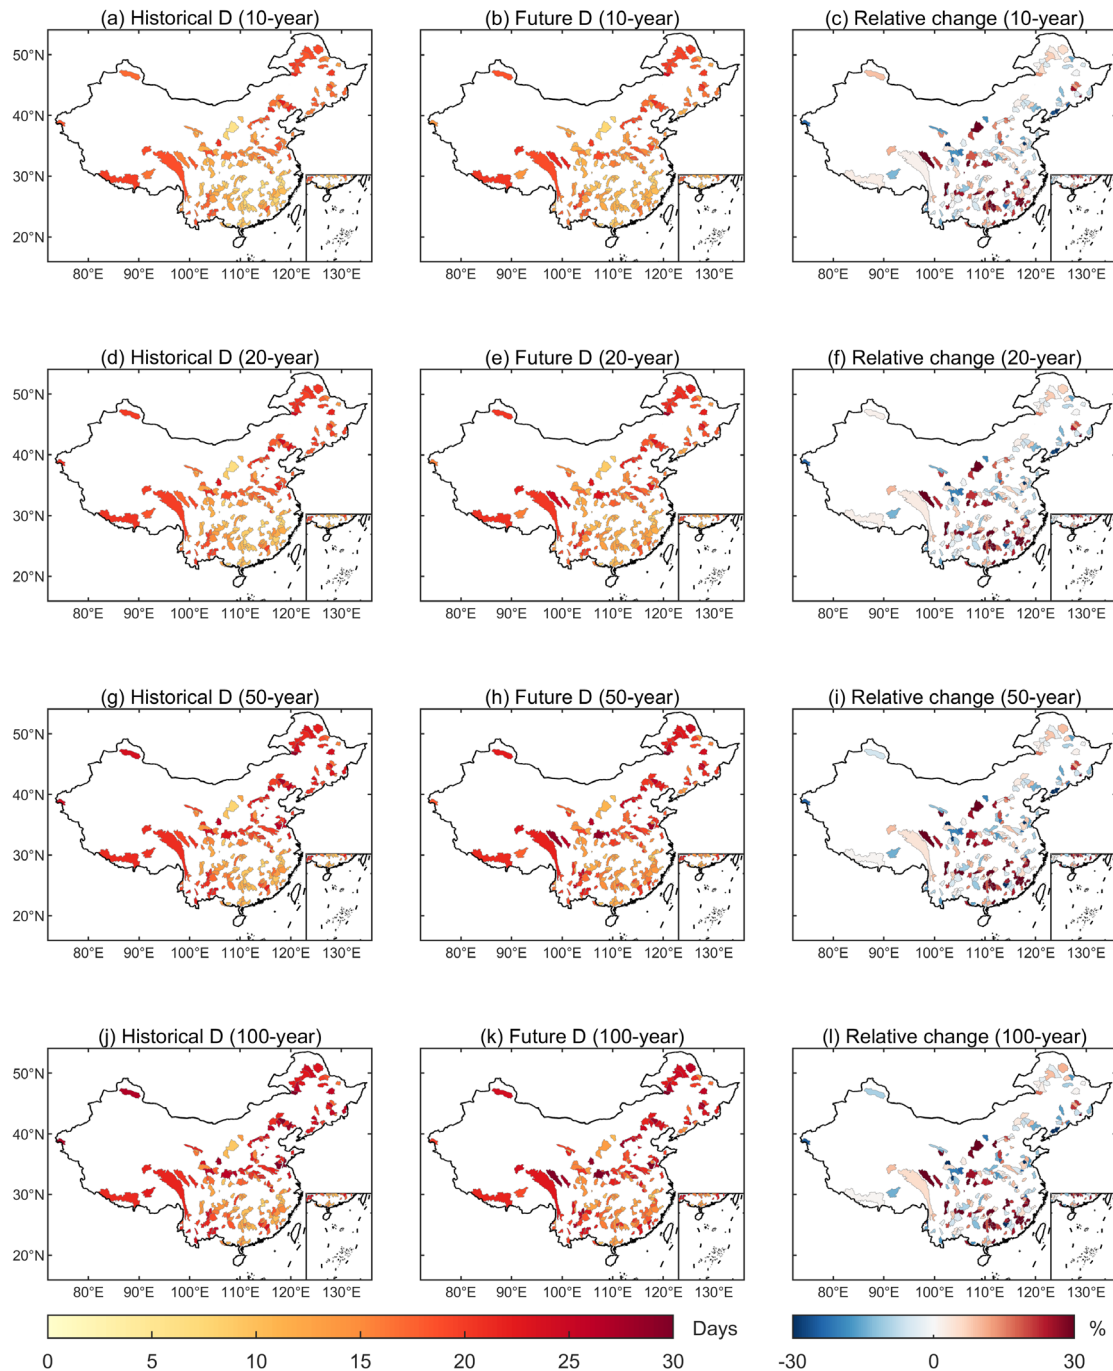 (a) Historical D (10-year) (b) Future D (10-year) (c) Relative change (10-year)
50°N
40°N
30°N
20°N
80°E 90°E 100°E 110°E 120°E 130°E 80°E 90°E 100°E 110°E 120°E 130°E 80°E 90°E 100°E 110°E 120°E 130°E
(d) Historical D (20-year) (e) Future D (20-year) (f) Relative change (20-year)
50°N
40°N
30°N
20°N
80°E 90°E 100°E 110°E 120°E 130°E 80°E 90°E 100°E 110°E 120°E 130°E 80°E 90°E 100°E 110°E 120°E 130°E
(g) Historical D (50-year) (h) Future D (50-year) (i) Relative change (50-year)
50°N
40°N
30°N
20°N
80°E 90°E 100°E 110°E 120°E 130°E 80°E 90°E 100°E 110°E 120°E 130°E 80°E 90°E 100°E 110°E 120°E 130°E
(j) Historical D (100-year) (k) Future D (100-year) (l) Relative change (100-year)
50°N
40°N
30°N
20°N
80°E 90°E 100°E 110°E 120°E 130°E 80°E 90°E 100°E 110°E 120°E 130°E 80°E 90°E 100°E 110°E 120°E 130°E
Days %
0 5 10 15 20 25 30 -30 0 30